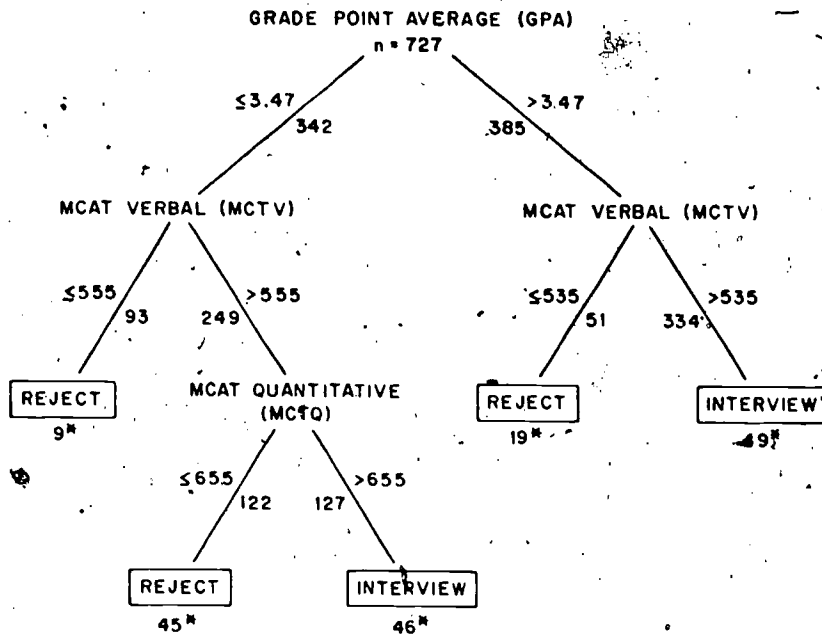 GRADE POINT AVERAGE (GPA)
n = 727
≤3.47
>3.47
342
385
MCAT VERBAL (MCTV)
MCAT VERBAL (MCTV)
≤555
>555
≤535
>535
93
249
51
334
REJECT
MCAT QUANTITATIVE
REJECT
INTERVIEW
9*
(MCTQ)
19*
49*
≤655
>655
122
127
REJECT
INTERVIEW
45*
46*